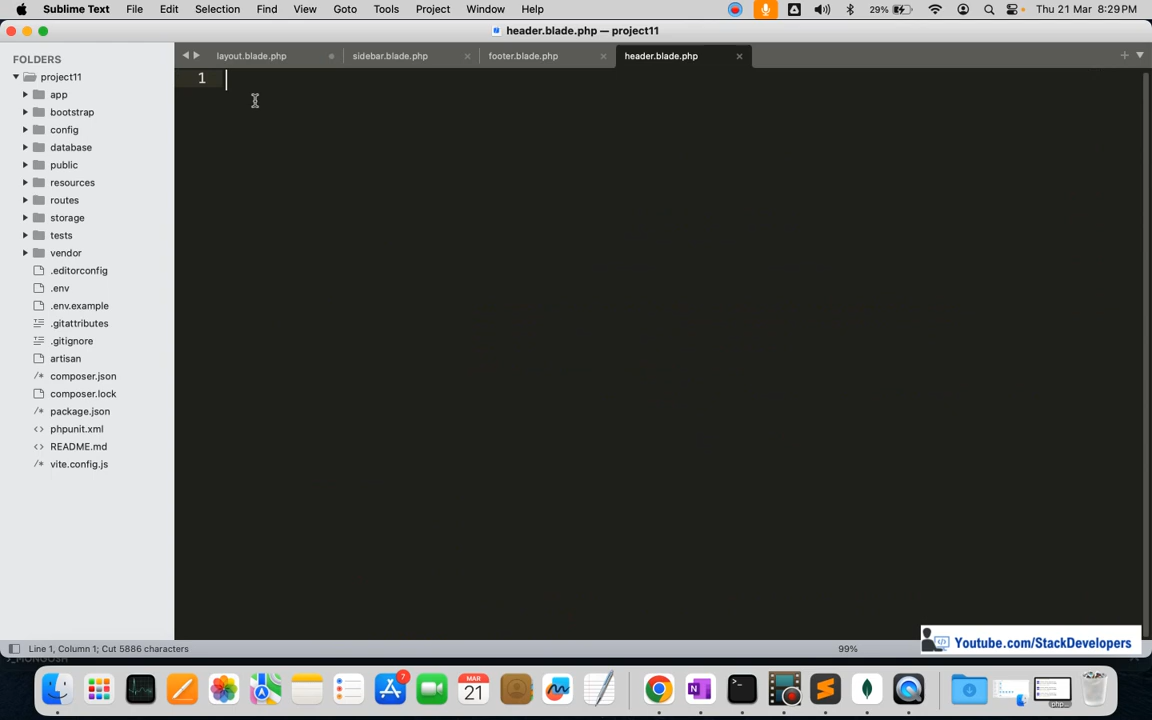 Sublime Text File Edit Selection Find View Goto Tools Project Window Help 29% Thu 21 Mar 8:29 PM
header.blade.php — project11
layout.blade.php sidebar.blade.php footer.blade.php header.blade.php
FOLDERS
project11
app
bootstrap
config
database
public
resources
routes
storage
tests
vendor
.editorconfig
.env
.env.example
.gitattributes
.gitignore
artisan
/* composer.json
composer.lock
/* package.json
<> phpunit.xml
<> README.md
/* vite.config.js
1
Youtube.com/StackDevelopers
Line 1, Column 1; Cut 5886 characters 99%
7
MAR
21
php